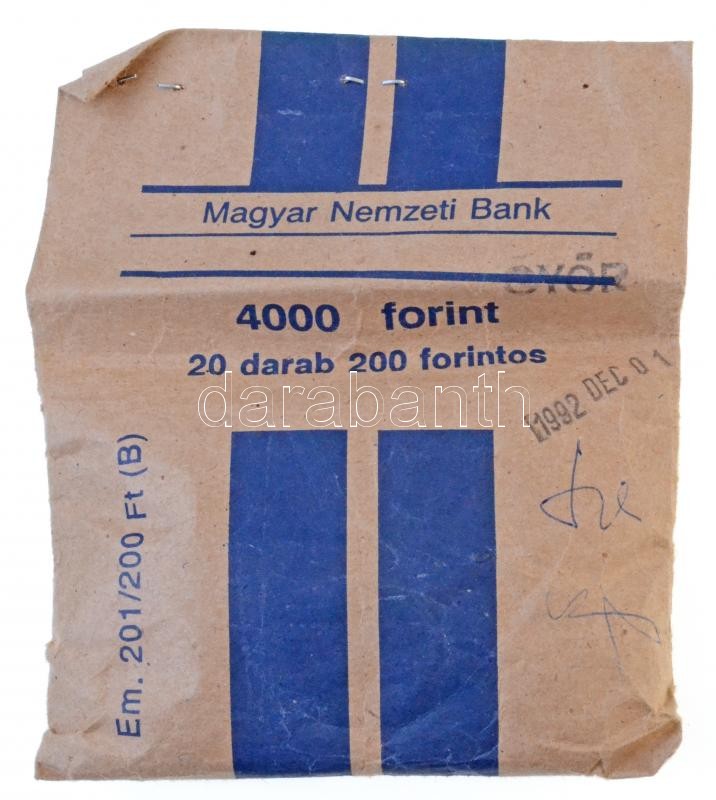 Magyar Nemzeti Bank
GYŐR
4000 forint
20 darab 200 forintos
darabanth
1992 DEC 01
Em. 201/200 Ft (B)